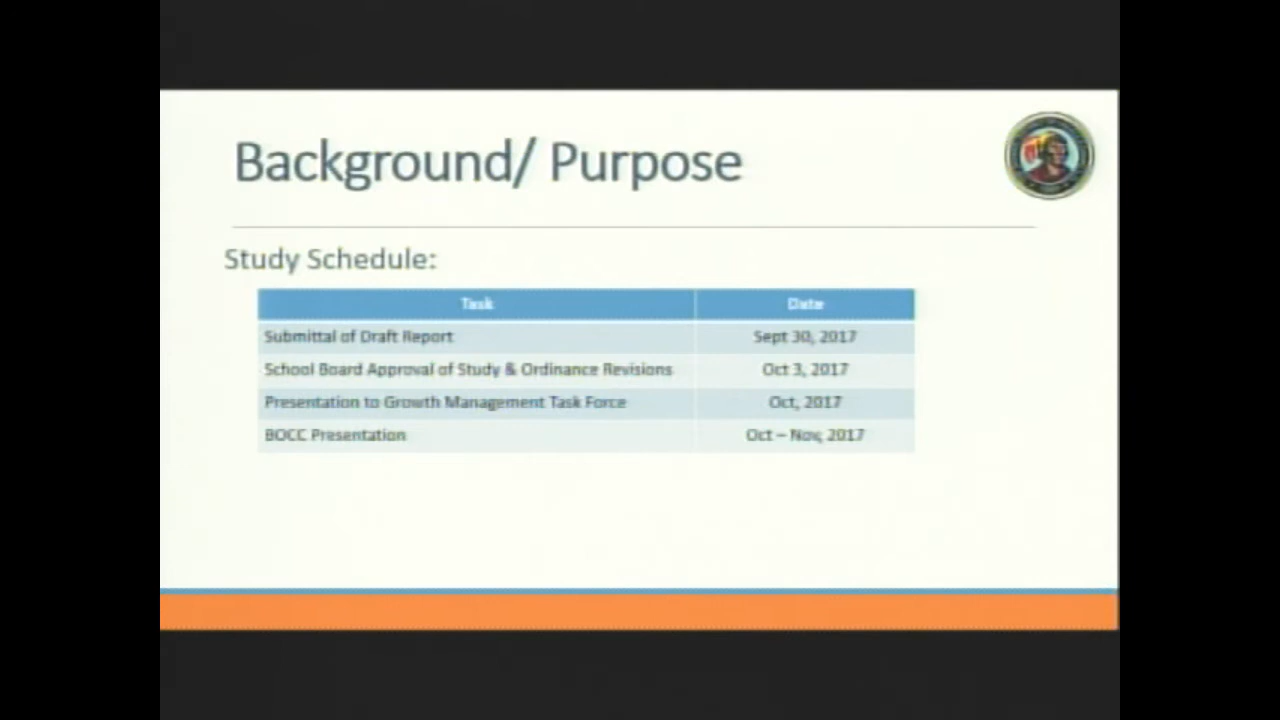 Background/ Purpose
Study Schedule:
Task Date
Submittal of Draft Report Sept 30, 2017
School Board Approval of Study & Ordinance Revisions Oct 3, 2017
Presentation to Growth Management Task Force Oct, 2017
BOCC Presentation Oct – Nov, 2017